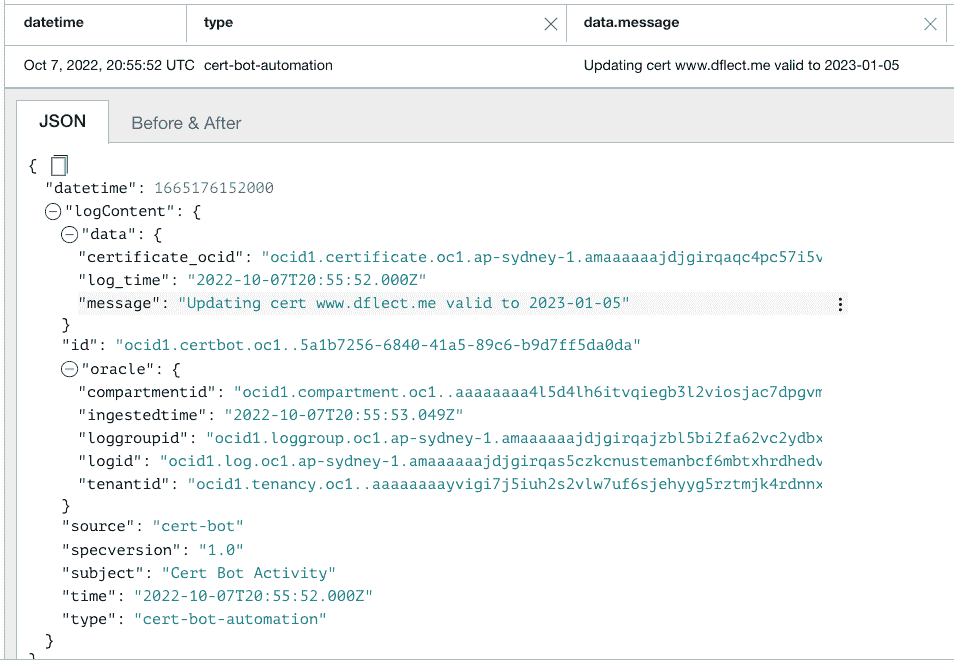 datetime type data.message
Oct 7, 2022, 20:55:52 UTC cert-bot-automation Updating cert www.dflect.me valid to 2023-01-05
JSON Before & After
{
"datetime": 1665176152000
"logContent": {
"data": {
"certificate_ocid": "ocid1.certificate.oc1.ap-sydney-1.amaaaaaajdjgirqaqc4pc57i5v
"log_time": "2022-10-07T20:55:52.000Z"
"message": "Updating cert www.dflect.me valid to 2023-01-05"
}
"id": "ocid1.certbot.oc1..5a1b7256-6840-41a5-89c6-b9d7ff5da0da"
"oracle": {
"compartmentid": "ocid1.compartment.oc1..aaaaaaaa4l5d4lh6itvqiegb3l2viosjac7dpgvm
"ingestedtime": "2022-10-07T20:55:53.049Z"
"loggroupid": "ocid1.loggroup.oc1.ap-sydney-1.amaaaaaajdjgirqajzbl5bi2fa62vc2ydbx
"logid": "ocid1.log.oc1.ap-sydney-1.amaaaaaajdjgirqas5czkcnustemanbcf6mbtxhrdhedv
"tenantid": "ocid1.tenancy.oc1..aaaaaaaayvigi7j5iuh2s2vlw7uf6sjehyyg5rztmjk4rdnnx
}
"source": "cert-bot"
"specversion": "1.0"
"subject": "Cert Bot Activity"
"time": "2022-10-07T20:55:52.000Z"
"type": "cert-bot-automation"
}
}